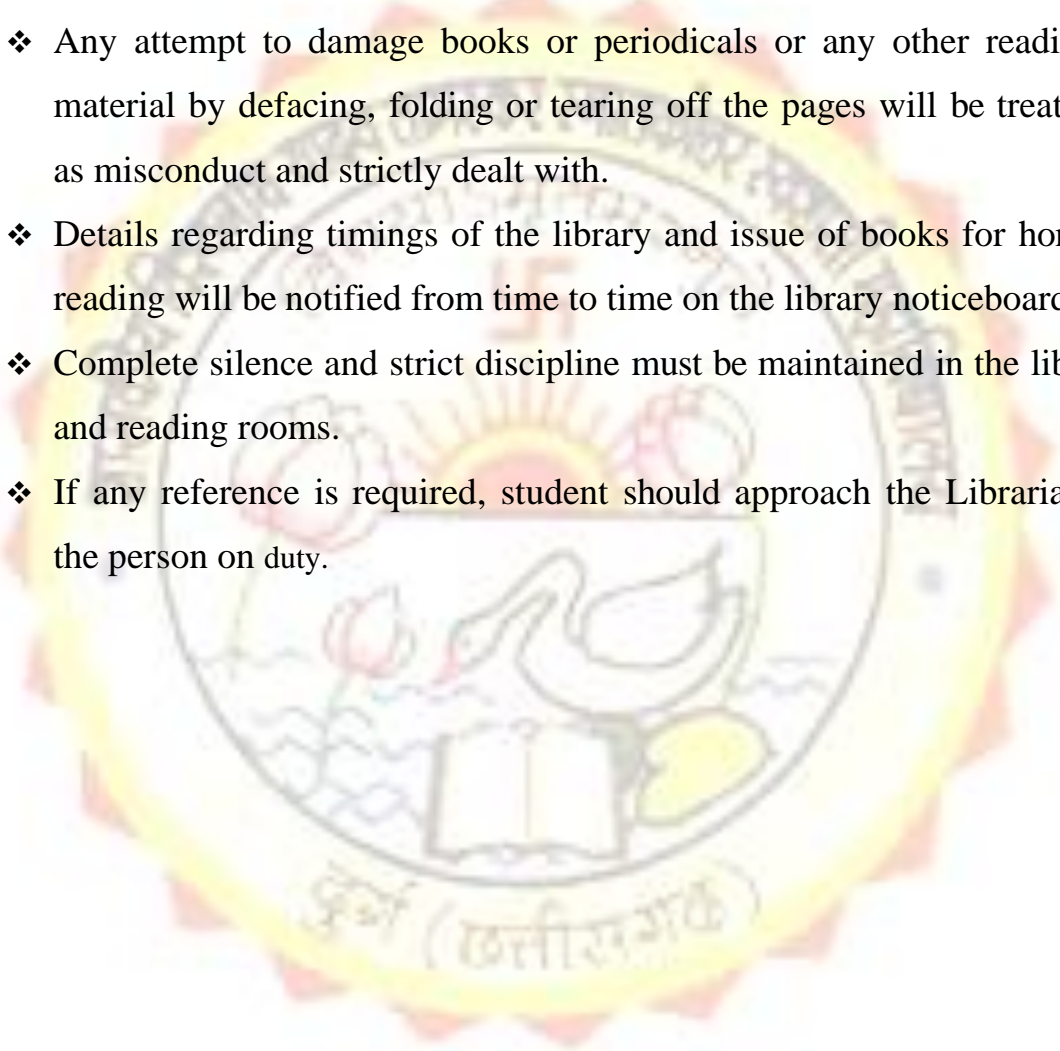 ❖ Any attempt to damage books or periodicals or any other readi
material by defacing, folding or tearing off the pages will be treat
as misconduct and strictly dealt with.
❖ Details regarding timings of the library and issue of books for hor
reading will be notified from time to time on the library noticeboard
❖ Complete silence and strict discipline must be maintained in the lib
and reading rooms.
❖ If any reference is required, student should approach the Libraria
the person on duty.
दुर्ग (छत्तीसगढ़)